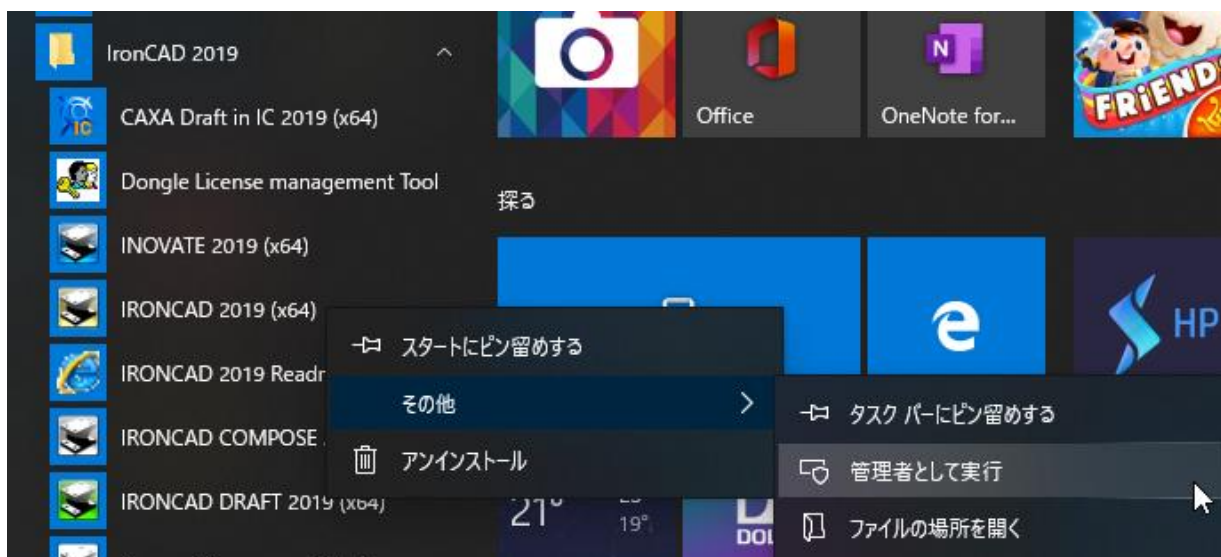 IronCAD 2019
CAXA Draft in IC 2019 (x64)
Dongle License management Tool
INOVATE 2019 (x64)
IRONCAD 2019 (x64)
IRONCAD 2019 Readr
IRONCAD COMPOSE
IRONCAD DRAFT 2019 (x64)
スタートにピン留めする
その他
アンインストール
タスク バーにピン留めする
管理者として実行
ファイルの場所を開く
Office
N
OneNote for...
FRIEND
探る
HP
21°
19°
DOL